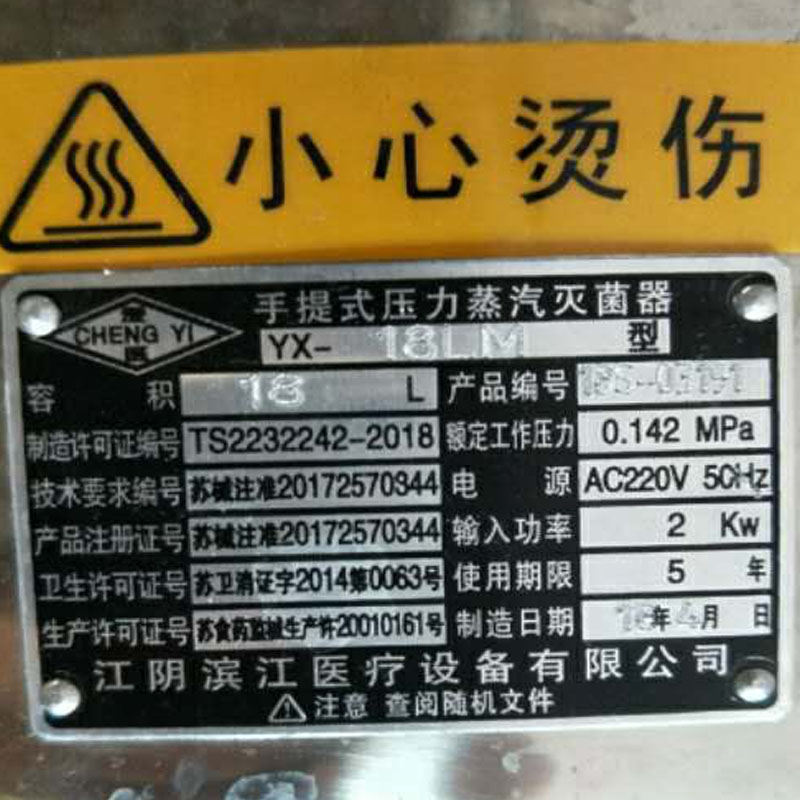 小心烫伤
澄
CHENG YI
医
手提式压力蒸汽灭菌器
YX- 18LM 型
容积 18 L 产品编号
制造许可证编号 TS2232242-2018 额定工作压力 0.142 MPa
技术要求编号 苏械注准20172570344 电源 AC220V 50Hz
产品注册证号 苏械注准20172570344 输入功率 2 Kw
卫生许可证号 苏卫消证字2014第0063号 使用期限 5 年
生产许可证号 苏食药监械生产许20010161号 制造日期 18年4月 日
江阴滨江医疗设备有限公司
注意 查阅随机文件